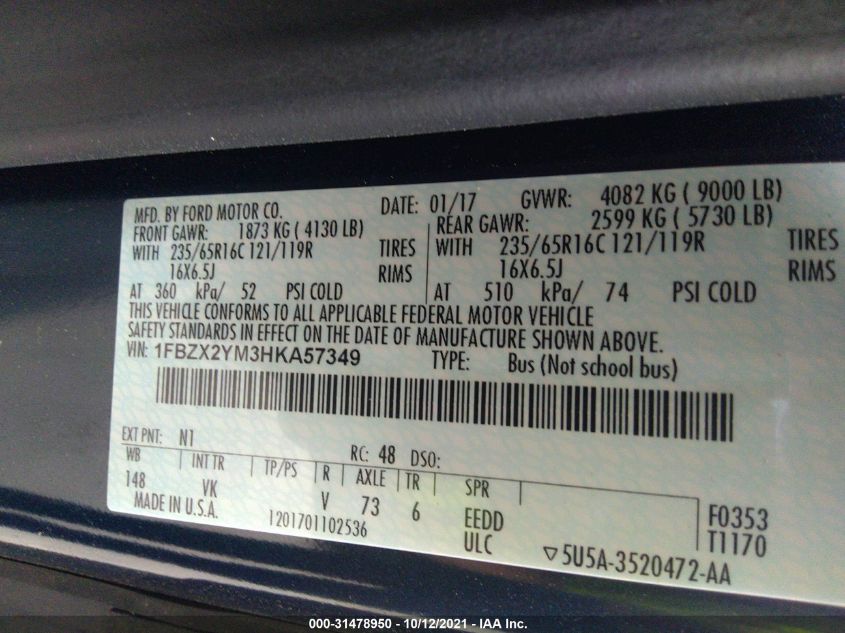 MFD. BY FORD MOTOR CO. DATE: 01/17 GVWR: 4082 KG ( 9000 LB)
FRONT GAWR: 1873 KG ( 4130 LB) REAR GAWR: 2599 KG ( 5730 LB)
WITH 235/65R16C 121/119R TIRES WITH 235/65R16C 121/119R TIRES
16X6.5J RIMS 16X6.5J RIMS
AT 360 kPa/ 52 PSI COLD AT 510 kPa/ 74 PSI COLD
THIS VEHICLE CONFORMS TO ALL APPLICABLE FEDERAL MOTOR VEHICLE
SAFETY STANDARDS IN EFFECT ON THE DATE OF MANUFACTURE SHOWN ABOVE.
VIN: 1FBZX2YM3HKA57349 TYPE: Bus (Not school bus)
EXT PNT: N1 RC: 48 DSO:
WB INT TR TP/PS R AXLE TR SPR
148 VK V 73 6 EEDD F0353
MADE IN U.S.A. 1201701102536 ULC T1170
▽5U5A-3520472-AA
000-31478950 - 10/12/2021 - IAA Inc.